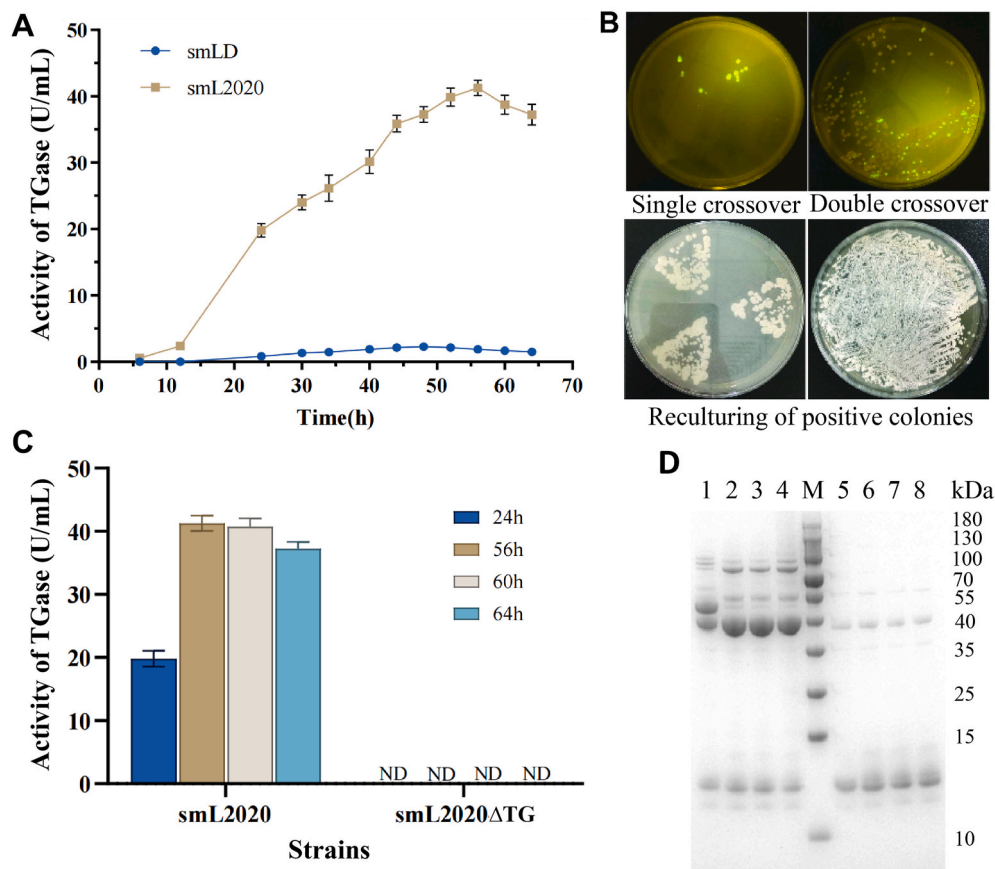 A
Activity of TGase (U/mL)
50
40
30
20
10
0
smLD
smL2020
0 10 20 30 40 50 60 70
Time(h)
B
Single crossover
Double crossover
Reculturing of positive colonies
C
Activity of TGase (U/mL)
50
40
30
20
10
0
24h
56h
60h
64h
ND ND ND ND
smL2020 smL2020ΔTG
Strains
D
1 2 3 4 M 5 6 7 8 kDa
180
130
100
70
55
40
35
25
15
10